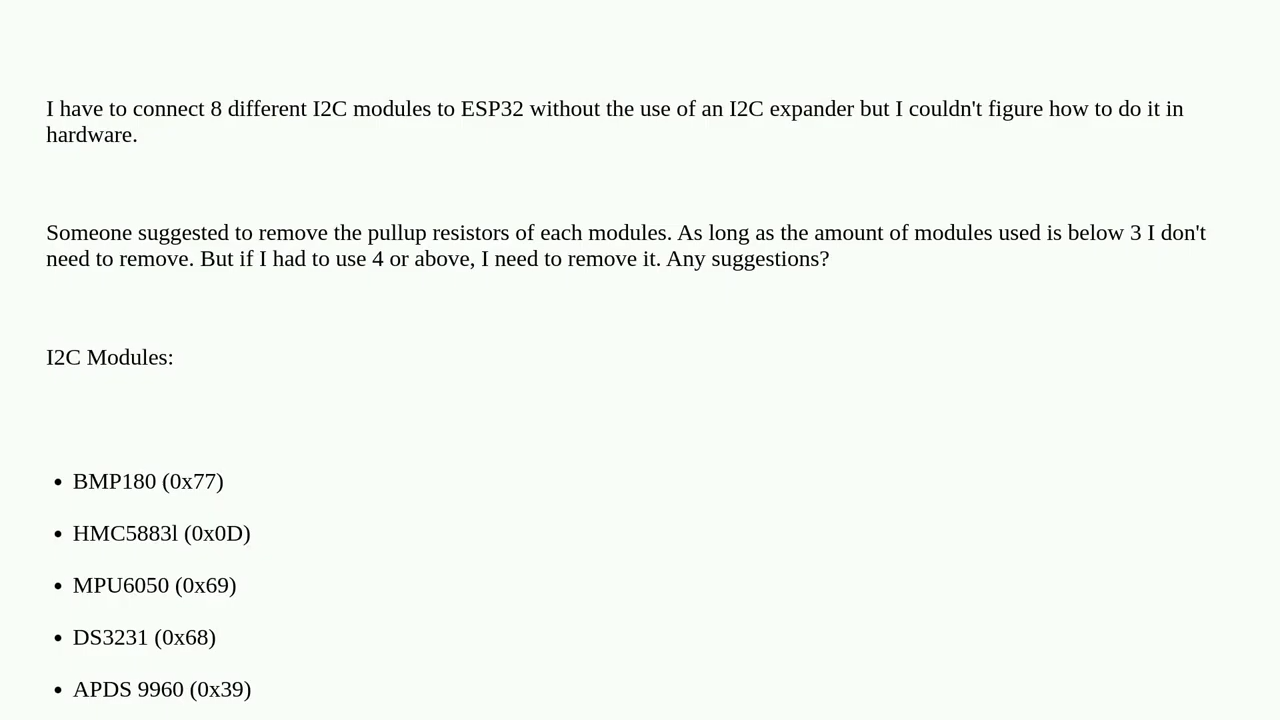 I have to connect 8 different I2C modules to ESP32 without the use of an I2C expander but I couldn't figure how to do it in
hardware.
Someone suggested to remove the pullup resistors of each modules. As long as the amount of modules used is below 3 I don't
need to remove. But if I had to use 4 or above, I need to remove it. Any suggestions?
I2C Modules:
• BMP180 (0x77)
• HMC5883l (0x0D)
• MPU6050 (0x69)
• DS3231 (0x68)
• APDS 9960 (0x39)